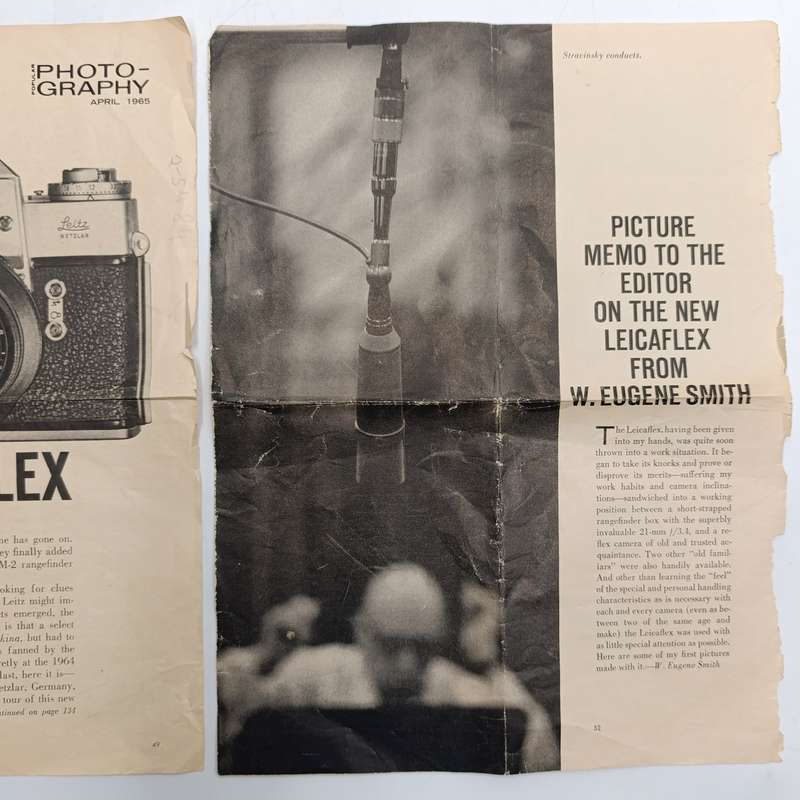 POPULAR
PHOTO-
GRAPHY
APRIL 1965
Leitz
WETZLAR
LEX
ne has gone on.
ey finally added
M-2 rangefinder
oking for clues
Leitz might im-
ets emerged, the
is that a select
kina, but had to
s fanned by the
retly at the 1964
last, here it is—
etzlar, Germany,
tour of this new
ntinued on page 134
49
Stravinsky conducts.
PICTURE
MEMO TO THE
EDITOR
ON THE NEW
LEICAFLEX
FROM
W. EUGENE SMITH
The Leicaflex, having been given
into my hands, was quite soon
thrown into a work situation. It be-
gan to take its knocks and prove or
disprove its merits—suffering my
work habits and camera inclina-
tions—sandwiched into a working
position between a short-strapped
rangefinder box with the superbly
invaluable 21-mm f/3.4, and a re-
flex camera of old and trusted ac-
quaintance. Two other "old famil-
iars" were also handily available.
And other than learning the "feel"
of the special and personal handling
characteristics as is necessary with
each and every camera (even as be-
tween two of the same age and
make) the Leicaflex was used with
as little special attention as possible.
Here are some of my first pictures
made with it.—W. Eugene Smith
52